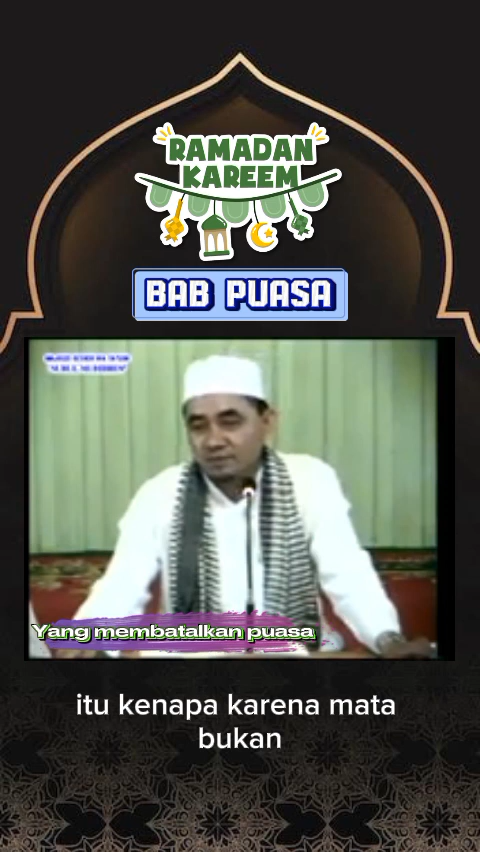 RAMADAN
KAREEM
BAB PUASA
Yang membatalkan puasa
itu kenapa karena mata
bukan